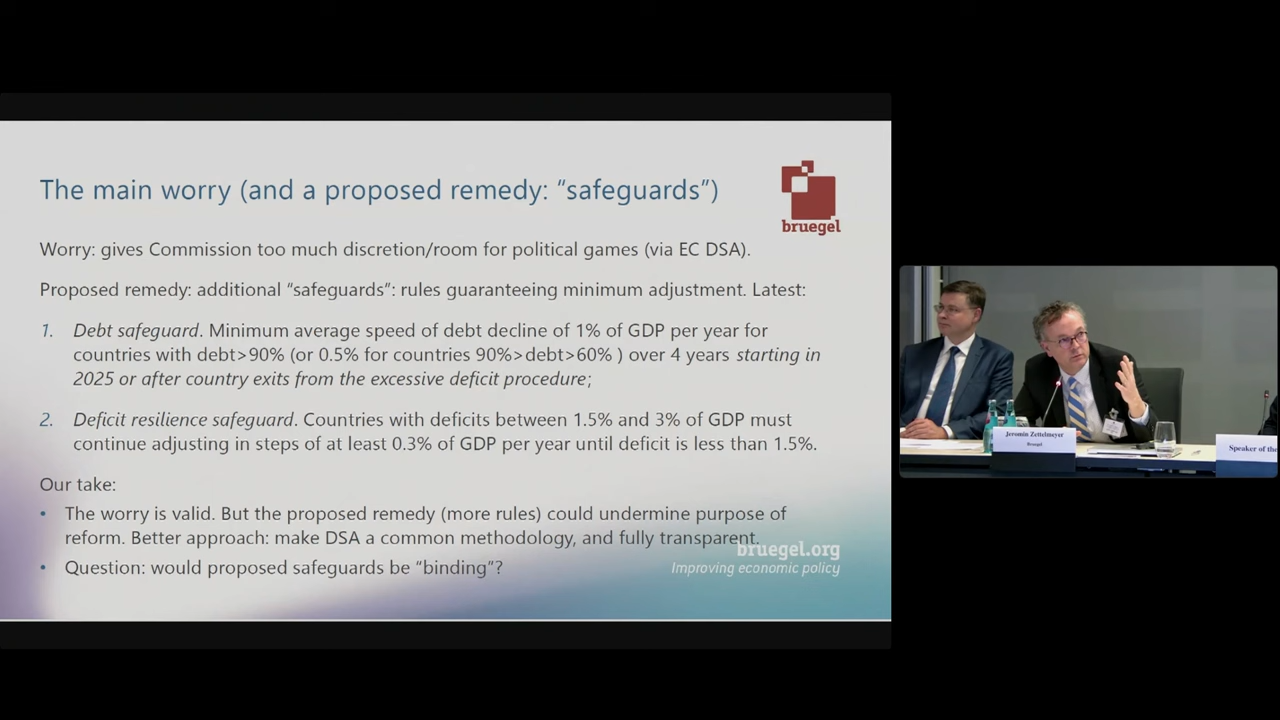 The main worry (and a proposed remedy: “safeguards”)
bruegel
Worry: gives Commission too much discretion/room for political games (via EC DSA).
Proposed remedy: additional “safeguards”: rules guaranteeing minimum adjustment. Latest:
1. Debt safeguard. Minimum average speed of debt decline of 1% of GDP per year for
countries with debt>90% (or 0.5% for countries 90%>debt>60% ) over 4 years starting in
2025 or after country exits from the excessive deficit procedure;
2. Deficit resilience safeguard. Countries with deficits between 1.5% and 3% of GDP must
continue adjusting in steps of at least 0.3% of GDP per year until deficit is less than 1.5%.
Our take:
• The worry is valid. But the proposed remedy (more rules) could undermine purpose of
reform. Better approach: make DSA a common methodology, and fully transparent.
• Question: would proposed safeguards be “binding”?
bruegel.org
Improving economic policy
Jeromin Zettelmeyer
Bruegel
Speaker of the